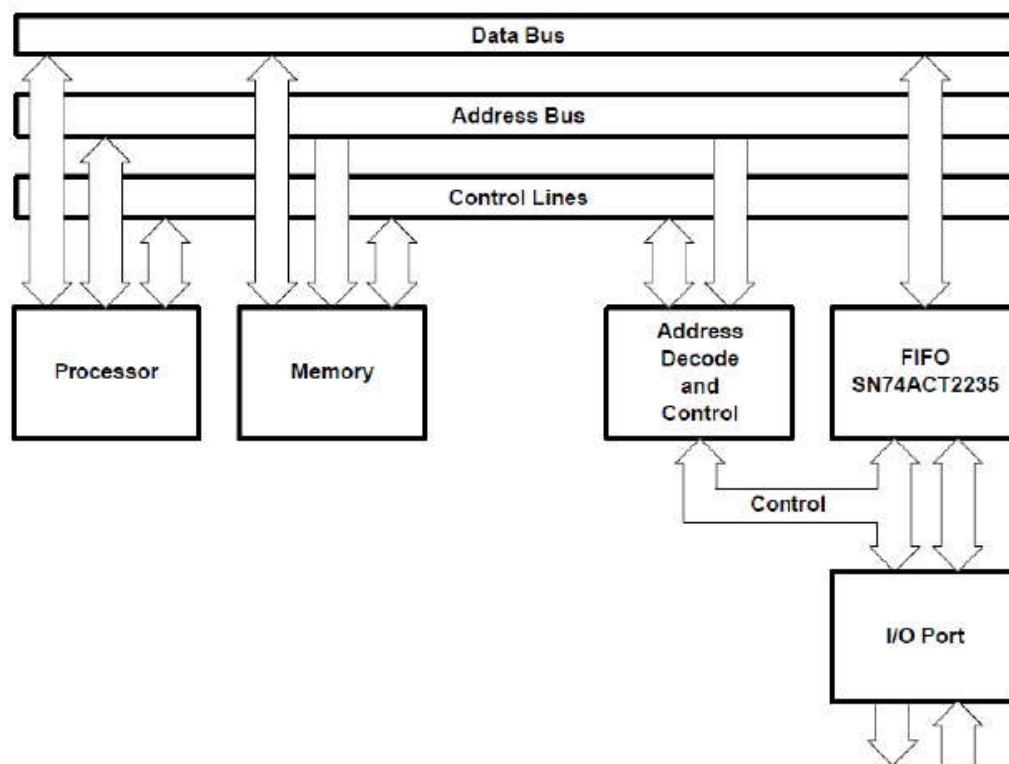 Data Bus
Address Bus
Control Lines
Processor
Memory
Address
Decode
and
Control
FIFO
SN74ACT2235
Control
I/O Port